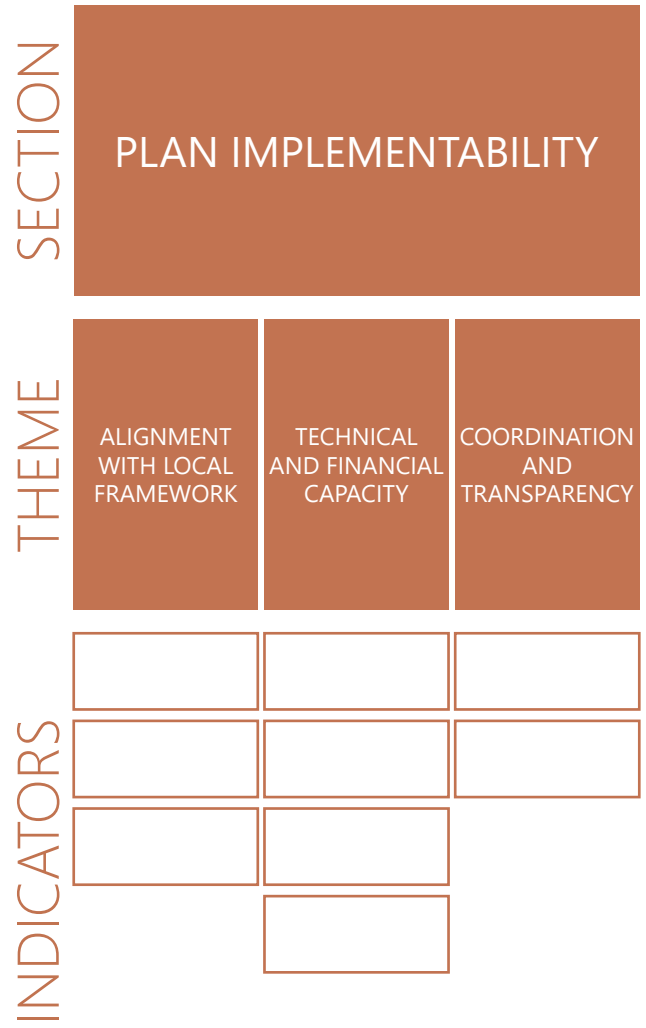 SECTION
PLAN IMPLEMENTABILITY
THEME
ALIGNMENT
WITH LOCAL
FRAMEWORK
TECHNICAL
AND FINANCIAL
CAPACITY
COORDINATION
AND
TRANSPARENCY
INDICATORS